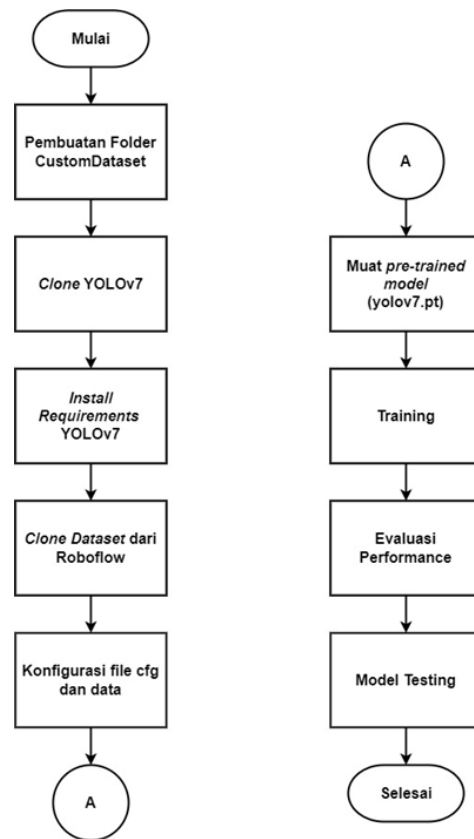 Mulai
Pembuatan Folder
CustomDataset
Clone YOLOv7
Install
Requirements
YOLOv7
Clone Dataset dari
Roboflow
Konfigurasi file cfg
dan data
A
A
Muat pre-trained
model
(yolov7.pt)
Training
Evaluasi
Performance
Model Testing
Selesai